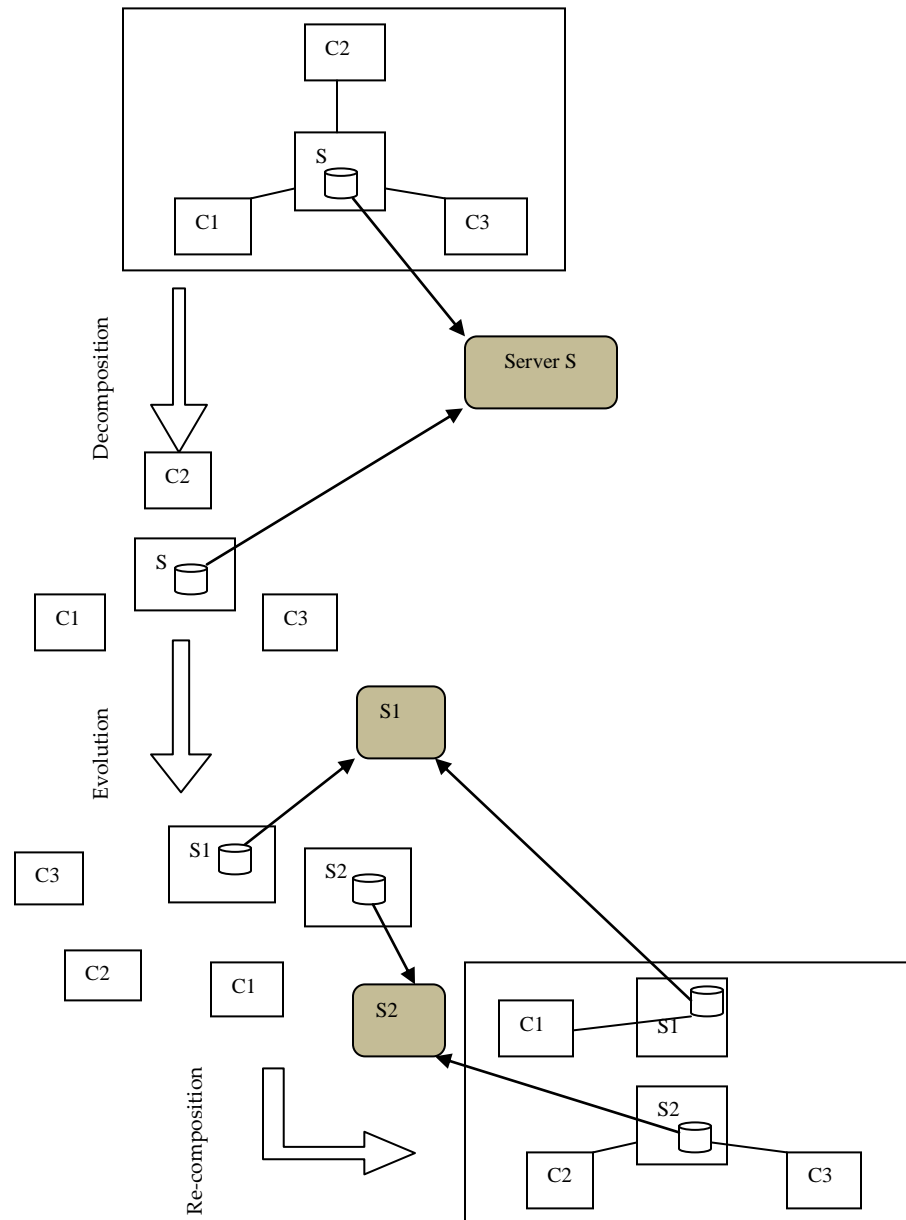 C2
S
C1
C3
Decomposition
Server S
C2
S
C1
C3
Evolution
S1
S1
S2
C3
C2
C1
S2
C1
S1
Re-composition
S2
C2
C3